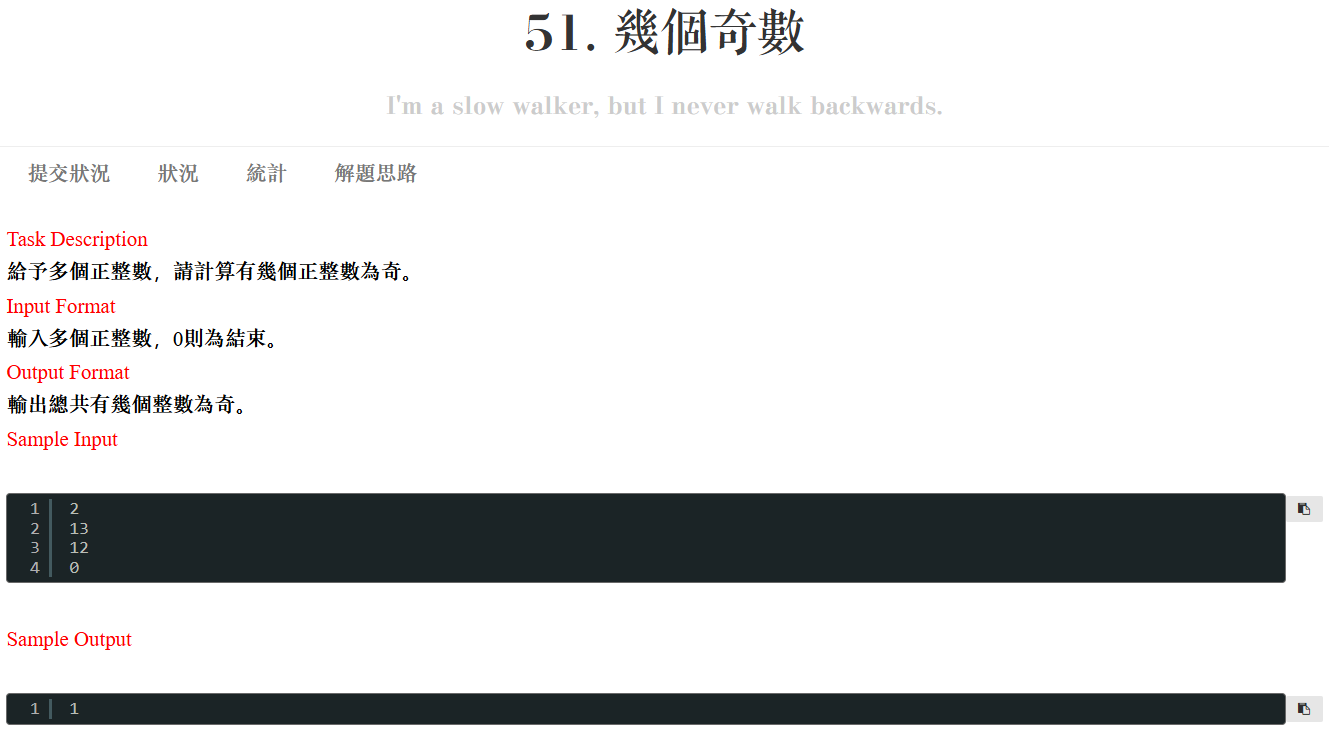 51. 幾個奇數
I'm a slow walker, but I never walk backwards.
提交狀況 狀況 統計 解題思路
Task Description
給予多個正整數，請計算有幾個正整數為奇。
Input Format
輸入多個正整數，0則為結束。
Output Format
輸出總共有幾個整數為奇。
Sample Input
1 2
2 13
3 12
4 0
Sample Output
1 1